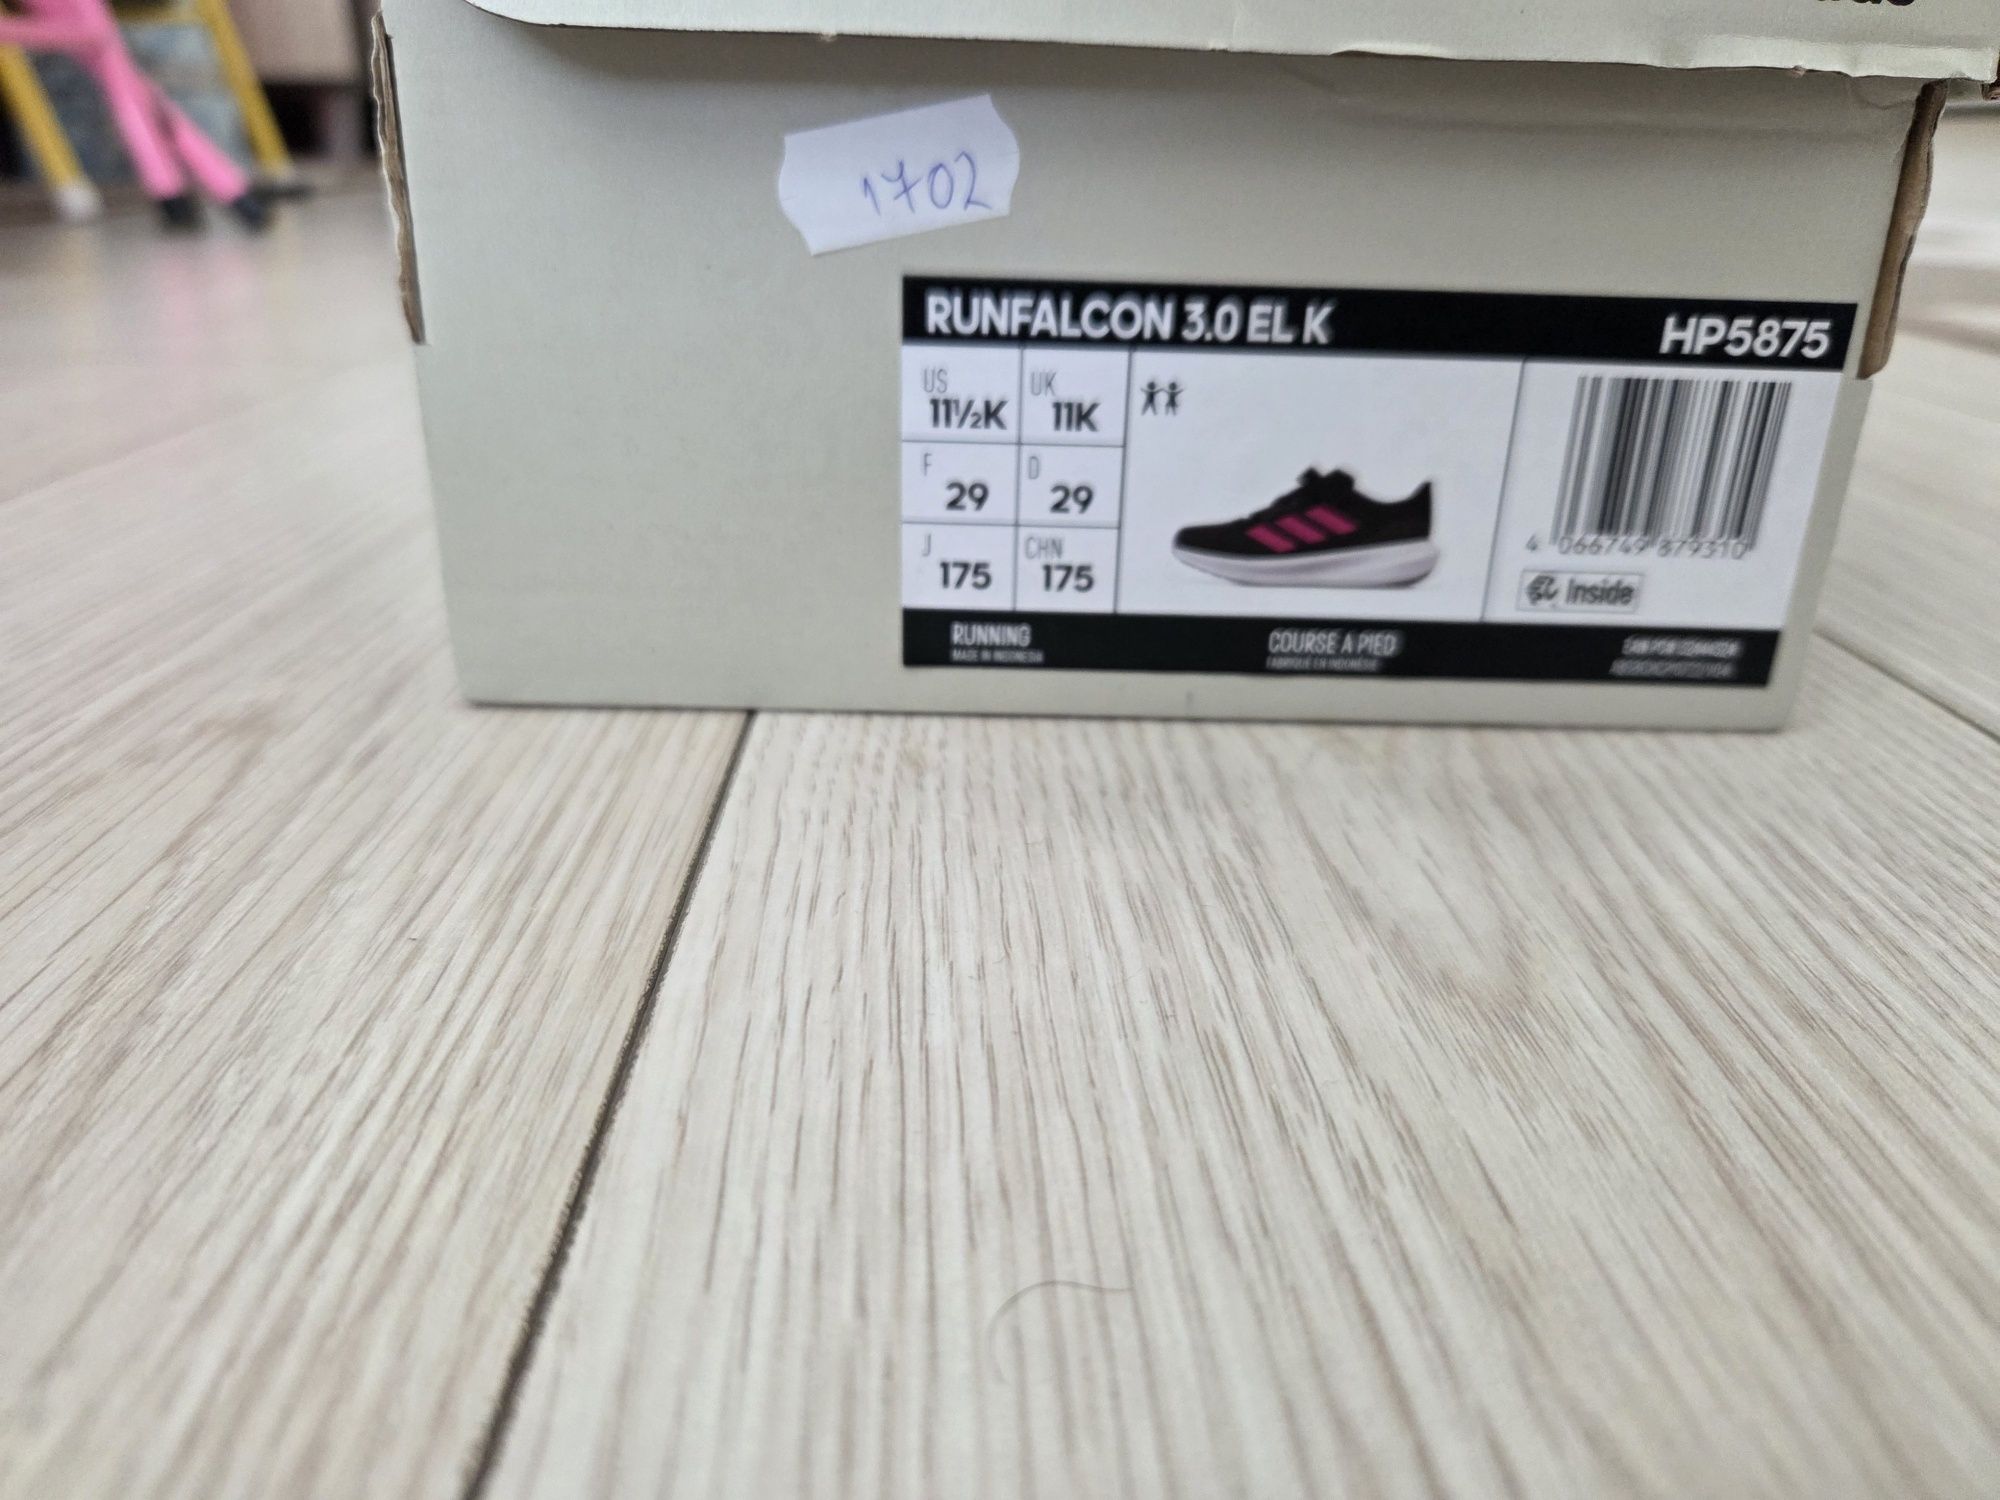 1702
RUNFALCON 3.0 EL K HP5875
US 11½K UK 11K
F 29 D 29
J 175 CHN 175
4 066749 879310
Inside
RUNNING COURSE A PIED
MADE IN INDONESIA FABRIQUÉ EN INDONÉSIE